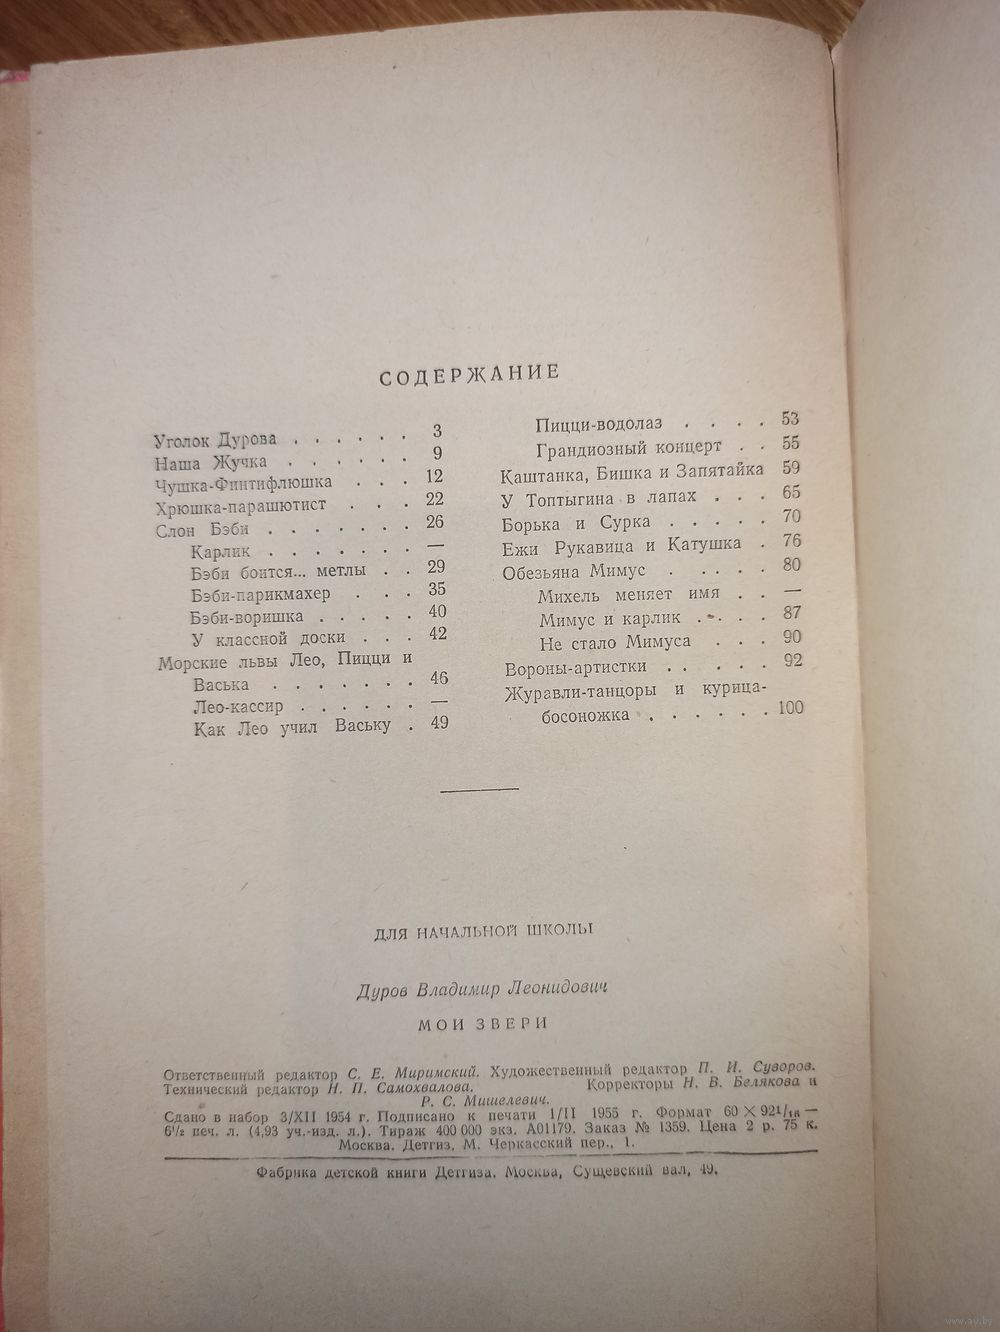 СОДЕРЖАНИЕ
Уголок Дурова . . . . . . 3
Наша Жучка . . . . . . 9
Чушка-Финтифлюшка . . . 12
Хрюшка-парашютист . . . 22
Слон Бэби . . . . . . . 26
Карлик . . . . . . . —
Бэби боится... метлы . . 29
Бэби-парикмахер . . . 35
Бэби-воришка . . . . . 40
У классной доски . . . 42
Морские львы Лео, Пицци и
Васька . . . . . . . 46
Лео-кассир . . . . . . —
Как Лео учил Ваську . 49
Пицци-водолаз . . . . 53
Грандиозный концерт . . 55
Каштанка, Бишка и Запятайка 59
У Топтыгина в лапах . . . 65
Борька и Сурка . . . . . 70
Ежи Рукавица и Катушка . 76
Обезьяна Мимус . . . . . 80
Михель меняет имя . . —
Мимус и карлик . . . . 87
Не стало Мимуса . . . 90
Вороны-артистки . . . . . 92
Журавли-танцоры и курица-
босоножка . . . . . . 100
ДЛЯ НАЧАЛЬНОЙ ШКОЛЫ
Дуров Владимир Леонидович
МОИ ЗВЕРИ
Ответственный редактор С. Е. Миримский. Художественный редактор П. И. Суворов.
Технический редактор Н. П. Самохвалова. Корректоры Н. В. Белякова и
Р. С. Мишелевич.
Сдано в набор 3/XII 1954 г. Подписано к печати 1/II 1955 г. Формат 60 × 92 1/16 —
6 1/2 печ. л. (4,93 уч.-изд. л.). Тираж 400 000 экз. А01179. Заказ № 1359. Цена 2 р. 75 к.
Москва. Детгиз, М. Черкасский пер., 1.
Фабрика детской книги Детгиза. Москва, Сущевский вал, 49.
www.ay.by